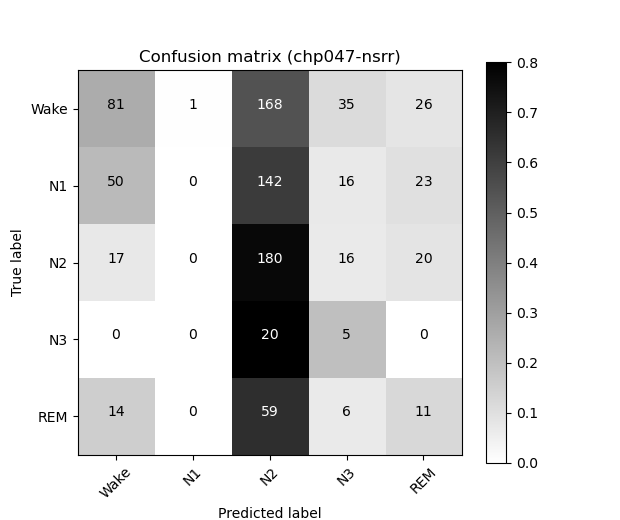 Confusion matrix (chp047-nsrr)
True label
Wake 81 1 168 35 26
N1 50 0 142 16 23
N2 17 0 180 16 20
N3 0 0 20 5 0
REM 14 0 59 6 11
Wake N1 N2 N3 REM
Predicted label
0.8
0.7
0.6
0.5
0.4
0.3
0.2
0.1
0.0